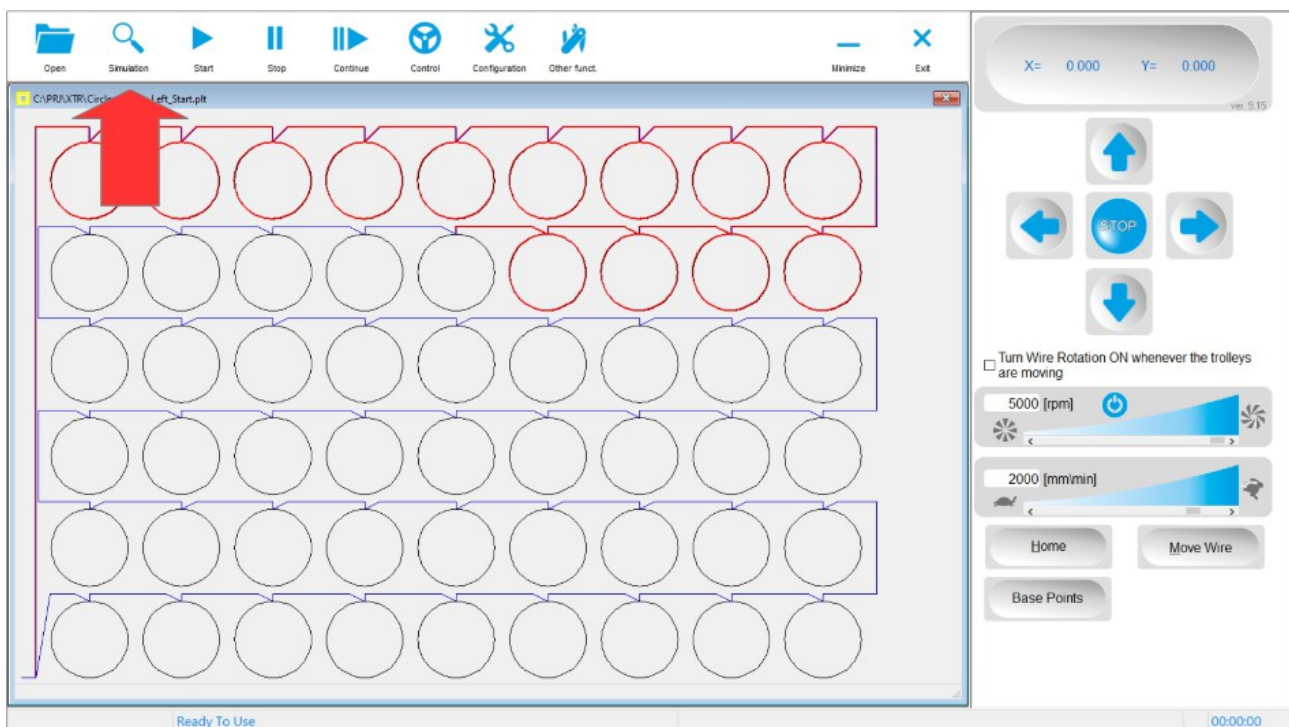 Open Simulation Start Stop Continue Control Configuration Other funct. Minimize Exit
C:\PRJ\XTR\Circle Left_Start.plt
X= 0.000 Y= 0.000
ver. 9.15
STOP
Turn Wire Rotation ON whenever the trolleys
are moving
5000 [rpm]
2000 [mm\min]
Home Move Wire
Base Points
Ready To Use 00:00:00